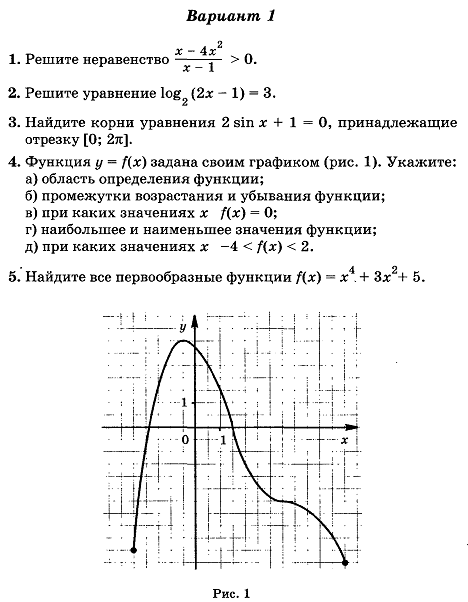 Вариант 1
1. Решите неравенство (x − 4x²)/(x − 1) > 0.
2. Решите уравнение log₂ (2x − 1) = 3.
3. Найдите корни уравнения 2 sin x + 1 = 0, принадлежащие
отрезку [0; 2π].
4. Функция y = f(x) задана своим графиком (рис. 1). Укажите:
а) область определения функции;
б) промежутки возрастания и убывания функции;
в) при каких значениях x f(x) = 0;
г) наибольшее и наименьшее значения функции;
д) при каких значениях x −4 < f(x) < 2.
5. Найдите все первообразные функции f(x) = x⁴ + 3x² + 5.
y
1
0 1 x
Рис. 1